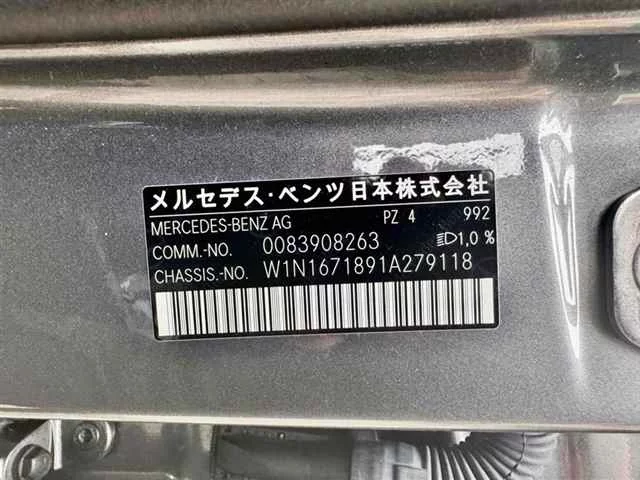 メルセデス・ベンツ日本株式会社
MERCEDES-BENZ AG PZ 4 992
COMM.-NO. 0083908263 1,0 %
CHASSIS.-NO. W1N1671891A279118